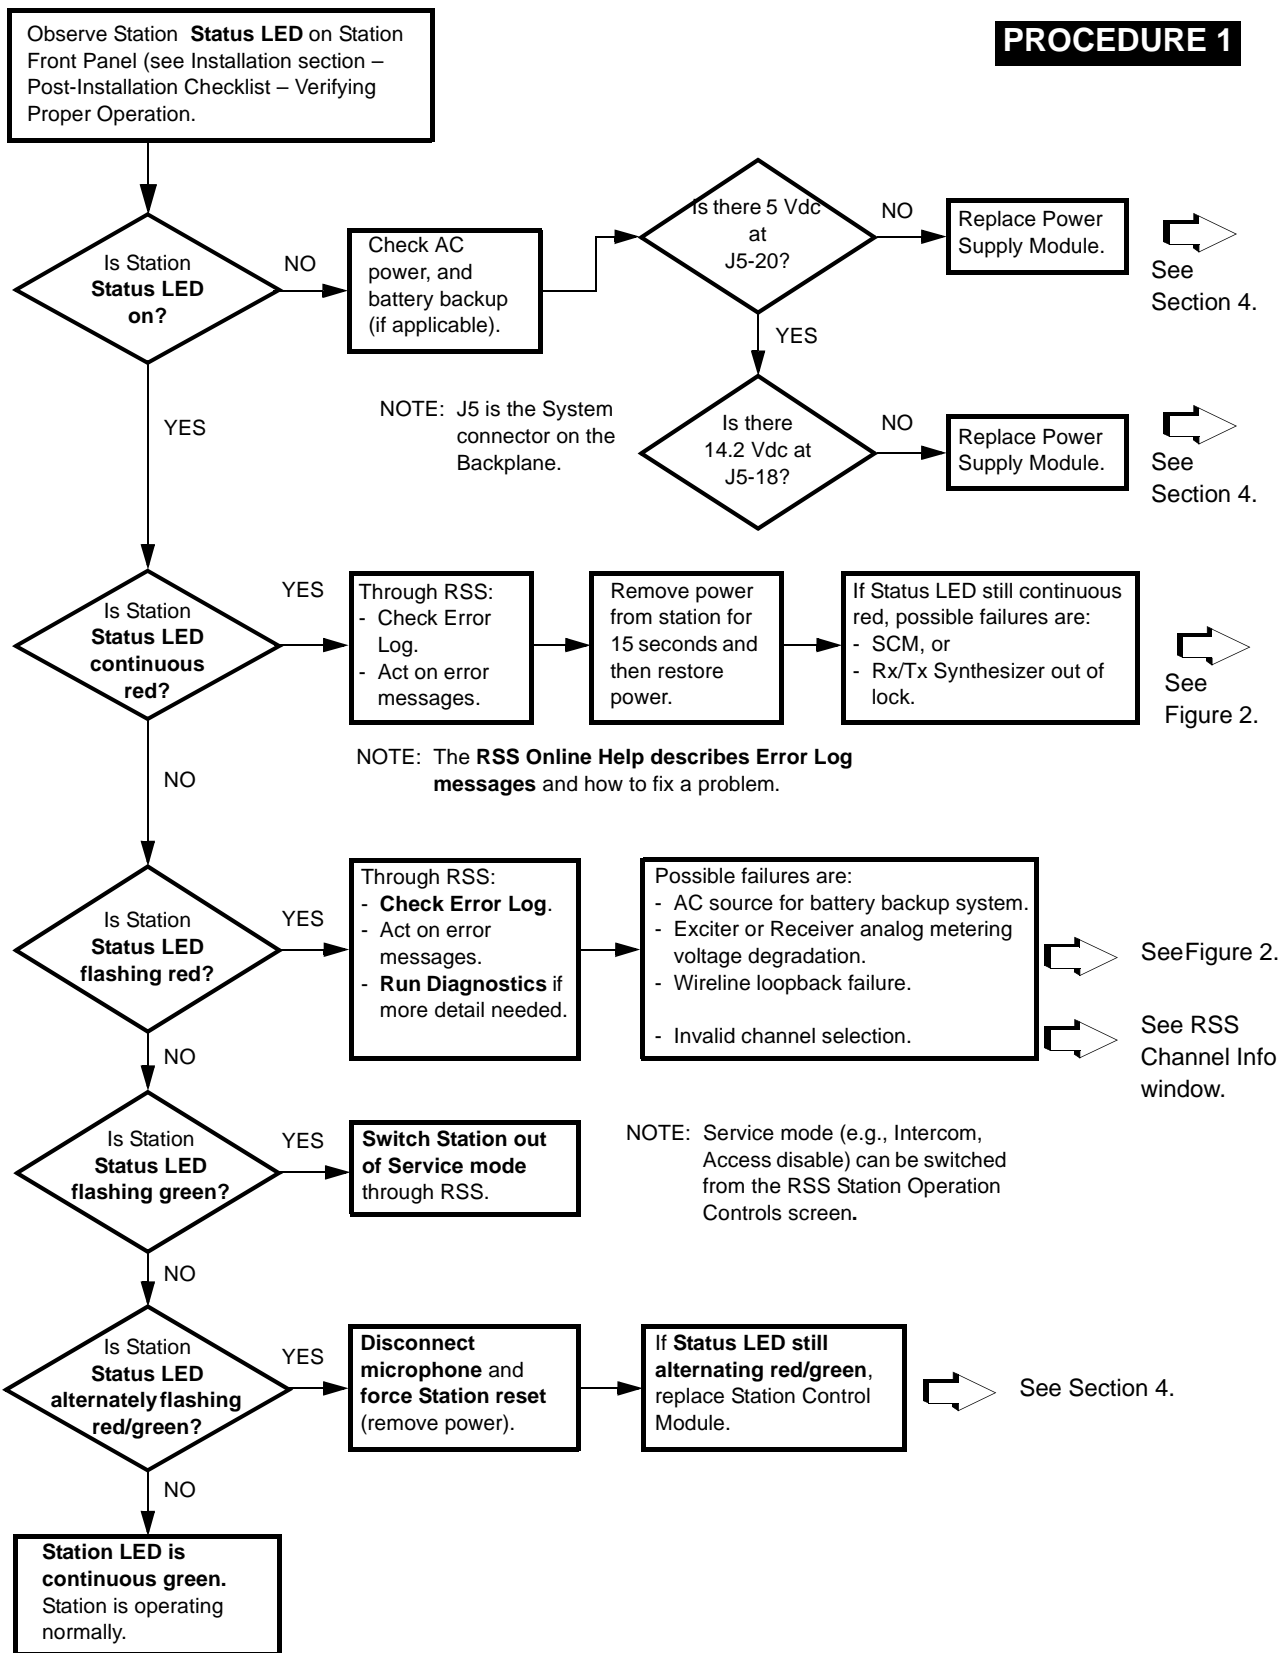 PROCEDURE 1
Observe Station Status LED on Station
Front Panel (see Installation section –
Post-Installation Checklist – Verifying
Proper Operation.
Is Station
Status LED
on?
NO
Check AC
power, and
battery backup
(if applicable).
Is there 5 Vdc
at
J5-20?
NO
Replace Power
Supply Module.
See
Section 4.
YES
YES
NOTE: J5 is the System
connector on the
Backplane.
Is there
14.2 Vdc at
J5-18?
NO
Replace Power
Supply Module.
See
Section 4.
Is Station
Status LED
continuous
red?
YES
Through RSS:
- Check Error
Log.
- Act on error
messages.
Remove power
from station for
15 seconds and
then restore
power.
If Status LED still continuous
red, possible failures are:
- SCM, or
- Rx/Tx Synthesizer out of
lock.
See
Figure 2.
NO
NOTE: The RSS Online Help describes Error Log
messages and how to fix a problem.
Is Station
Status LED
flashing red?
YES
Through RSS:
- Check Error Log.
- Act on error
messages.
- Run Diagnostics if
more detail needed.
Possible failures are:
- AC source for battery backup system.
- Exciter or Receiver analog metering
voltage degradation.
- Wireline loopback failure.
- Invalid channel selection.
See Figure 2.
See RSS
Channel Info
window.
NO
Is Station
Status LED
flashing green?
YES
Switch Station out
of Service mode
through RSS.
NOTE: Service mode (e.g., Intercom,
Access disable) can be switched
from the RSS Station Operation
Controls screen.
NO
Is Station
Status LED
alternately flashing
red/green?
YES
Disconnect
microphone and
force Station reset
(remove power).
If Status LED still
alternating red/green,
replace Station Control
Module.
See Section 4.
NO
Station LED is
continuous green.
Station is operating
normally.